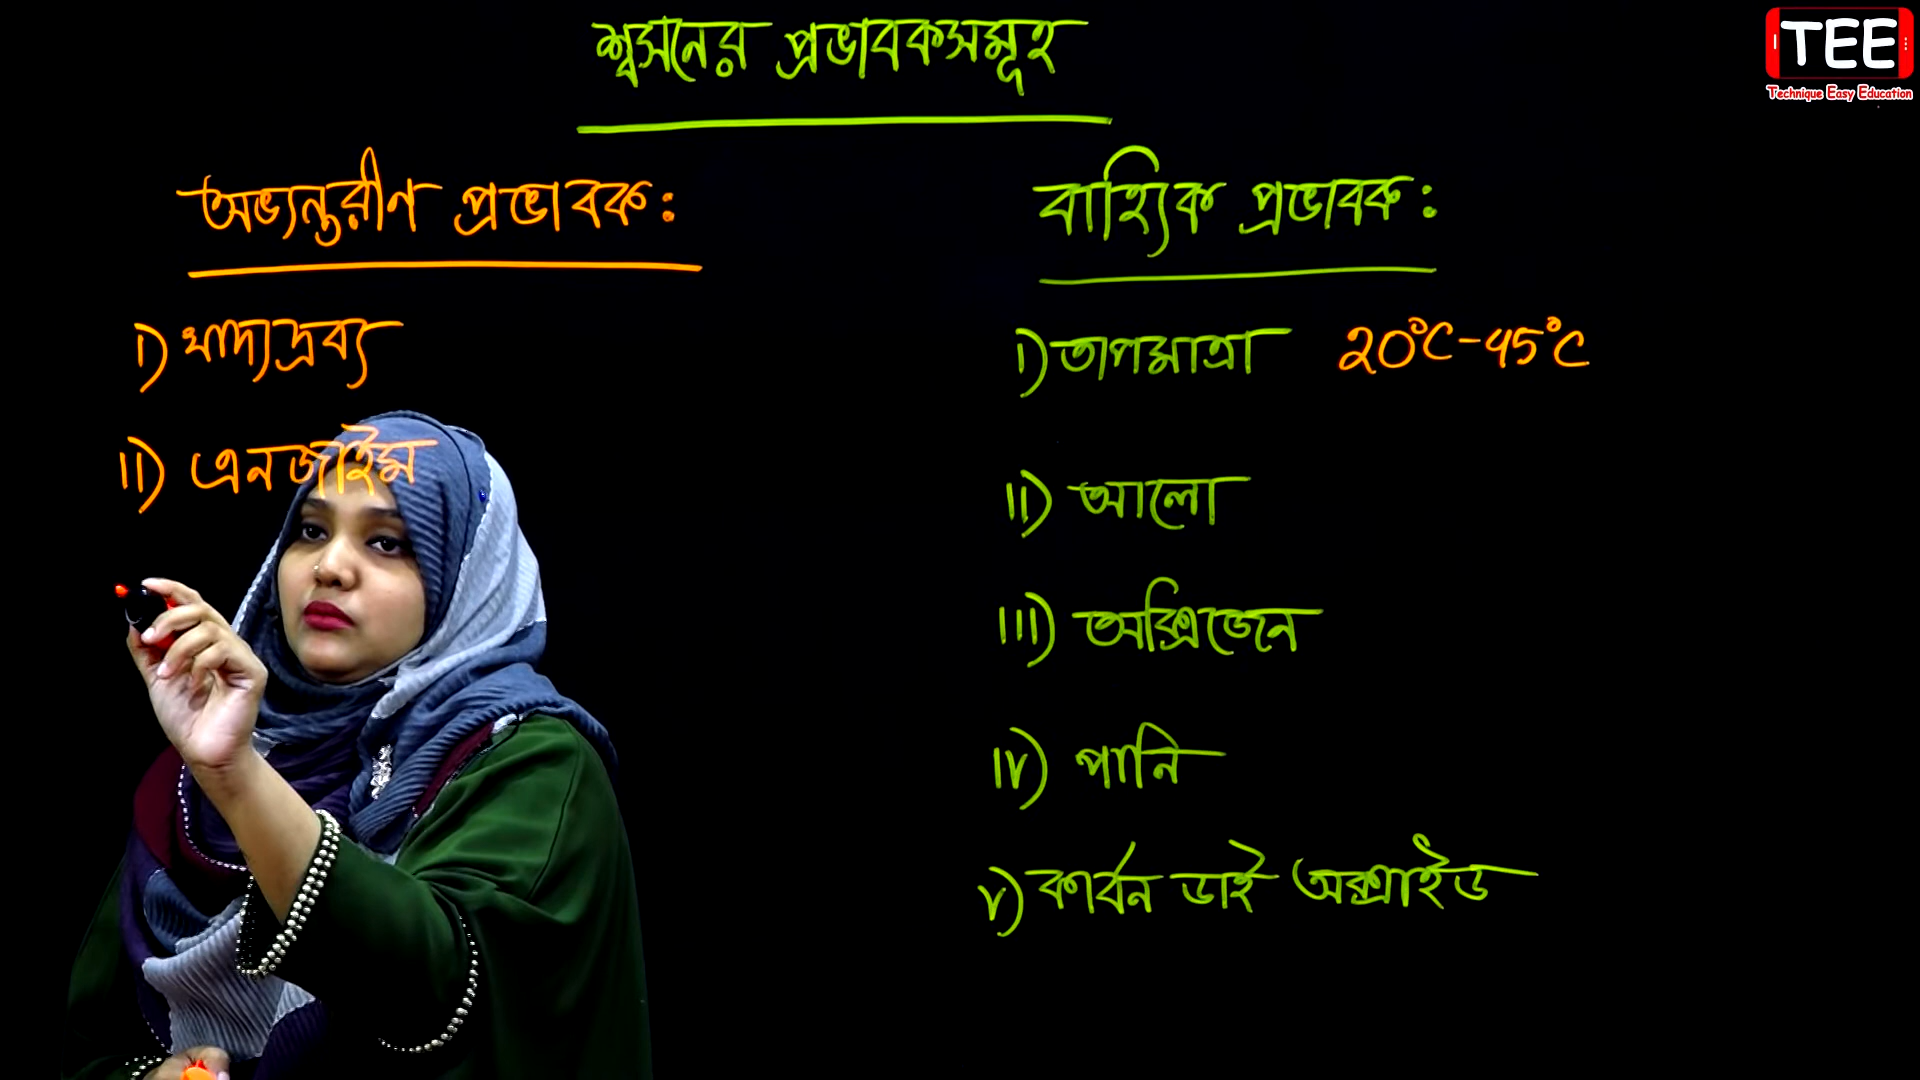 শ্বসনের প্রভাবকসমূহ
TEE
Technique Easy Education
অভ্যন্তরীণ প্রভাবক:
i) খাদ্যদ্রব্য
ii) এনজাইম
বাহ্যিক প্রভাবক:
i) তাপমাত্রা 20°C-45°C
ii) আলো
iii) অক্সিজেন
iv) পানি
v) কার্বন ডাই অক্সাইড